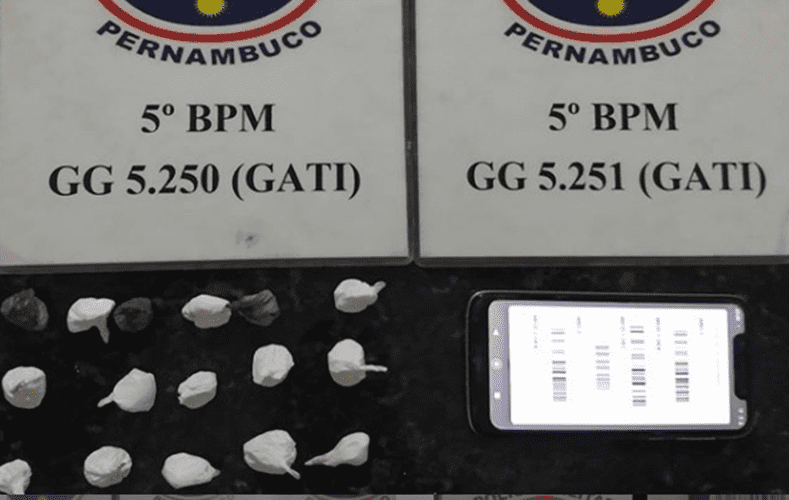 PERNAMBUCO
5º BPM
GG 5.250 (GATI)
PERNAMBUCO
5º BPM
GG 5.251 (GATI)